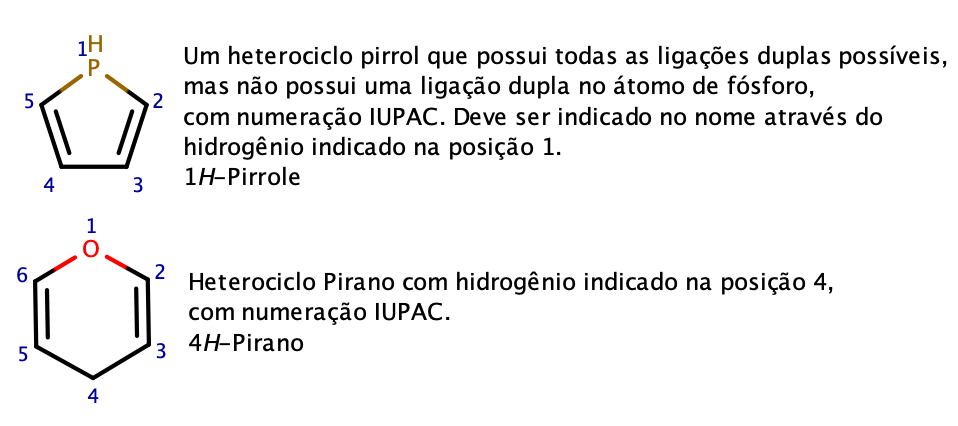 H
1
P
5
2
4
3
Um heterociclo pirrol que possui todas as ligações duplas possíveis,
mas não possui uma ligação dupla no átomo de fósforo,
com numeração IUPAC. Deve ser indicado no nome através do
hidrogênio indicado na posição 1.
1H-Pirrole
1
O
6
2
5
3
4
Heterociclo Pirano com hidrogênio indicado na posição 4,
com numeração IUPAC.
4H-Pirano